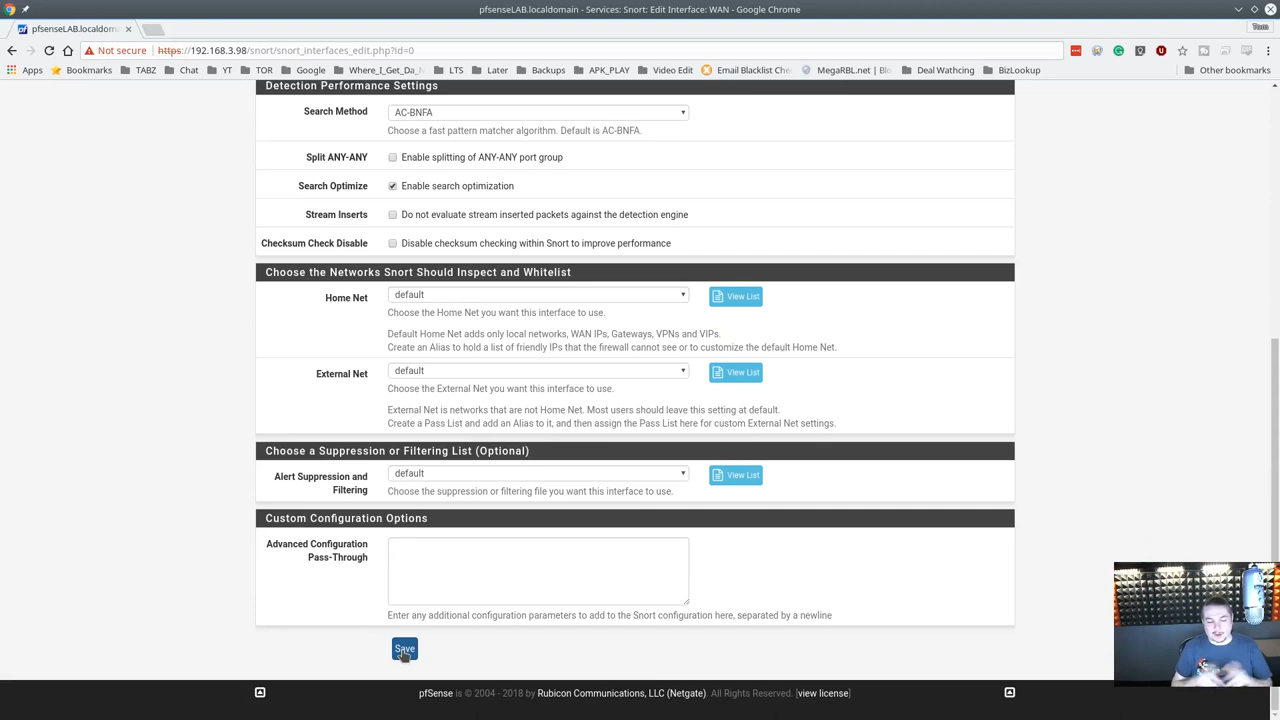 pfsenseLAB.localdomain - Services: Snort: Edit Interface: WAN - Google Chrome
pfsenseLAB.localdom
Tom
Not secure
https://192.168.3.98/snort/snort_interfaces_edit.php?id=0
Apps
Bookmarks
TABZ
Chat
YT
TOR
Google
Where_I_Get_Da_
LTS
Later
Backups
APK_PLAY
Video Edit
Email Blacklist Che
MegaRBL.net | Blo
Deal Wathcing
BizLookup
Other bookmarks
Detection Performance Settings
Search Method
AC-BNFA
Choose a fast pattern matcher algorithm. Default is AC-BNFA.
Split ANY-ANY
Enable splitting of ANY-ANY port group
Search Optimize
Enable search optimization
Stream Inserts
Do not evaluate stream inserted packets against the detection engine
Checksum Check Disable
Disable checksum checking within Snort to improve performance
Choose the Networks Snort Should Inspect and Whitelist
Home Net
default
View List
Choose the Home Net you want this interface to use.
Default Home Net adds only local networks, WAN IPs, Gateways, VPNs and VIPs.
Create an Alias to hold a list of friendly IPs that the firewall cannot see or to customize the default Home Net.
External Net
default
View List
Choose the External Net you want this interface to use.
External Net is networks that are not Home Net. Most users should leave this setting at default.
Create a Pass List and add an Alias to it, and then assign the Pass List here for custom External Net settings.
Choose a Suppression or Filtering List (Optional)
Alert Suppression and
Filtering
default
View List
Choose the suppression or filtering file you want this interface to use.
Custom Configuration Options
Advanced Configuration
Pass-Through
Enter any additional configuration parameters to add to the Snort configuration here, separated by a newline
Save
pfSense is © 2004 - 2018 by Rubicon Communications, LLC (Netgate). All Rights Reserved. [view license]